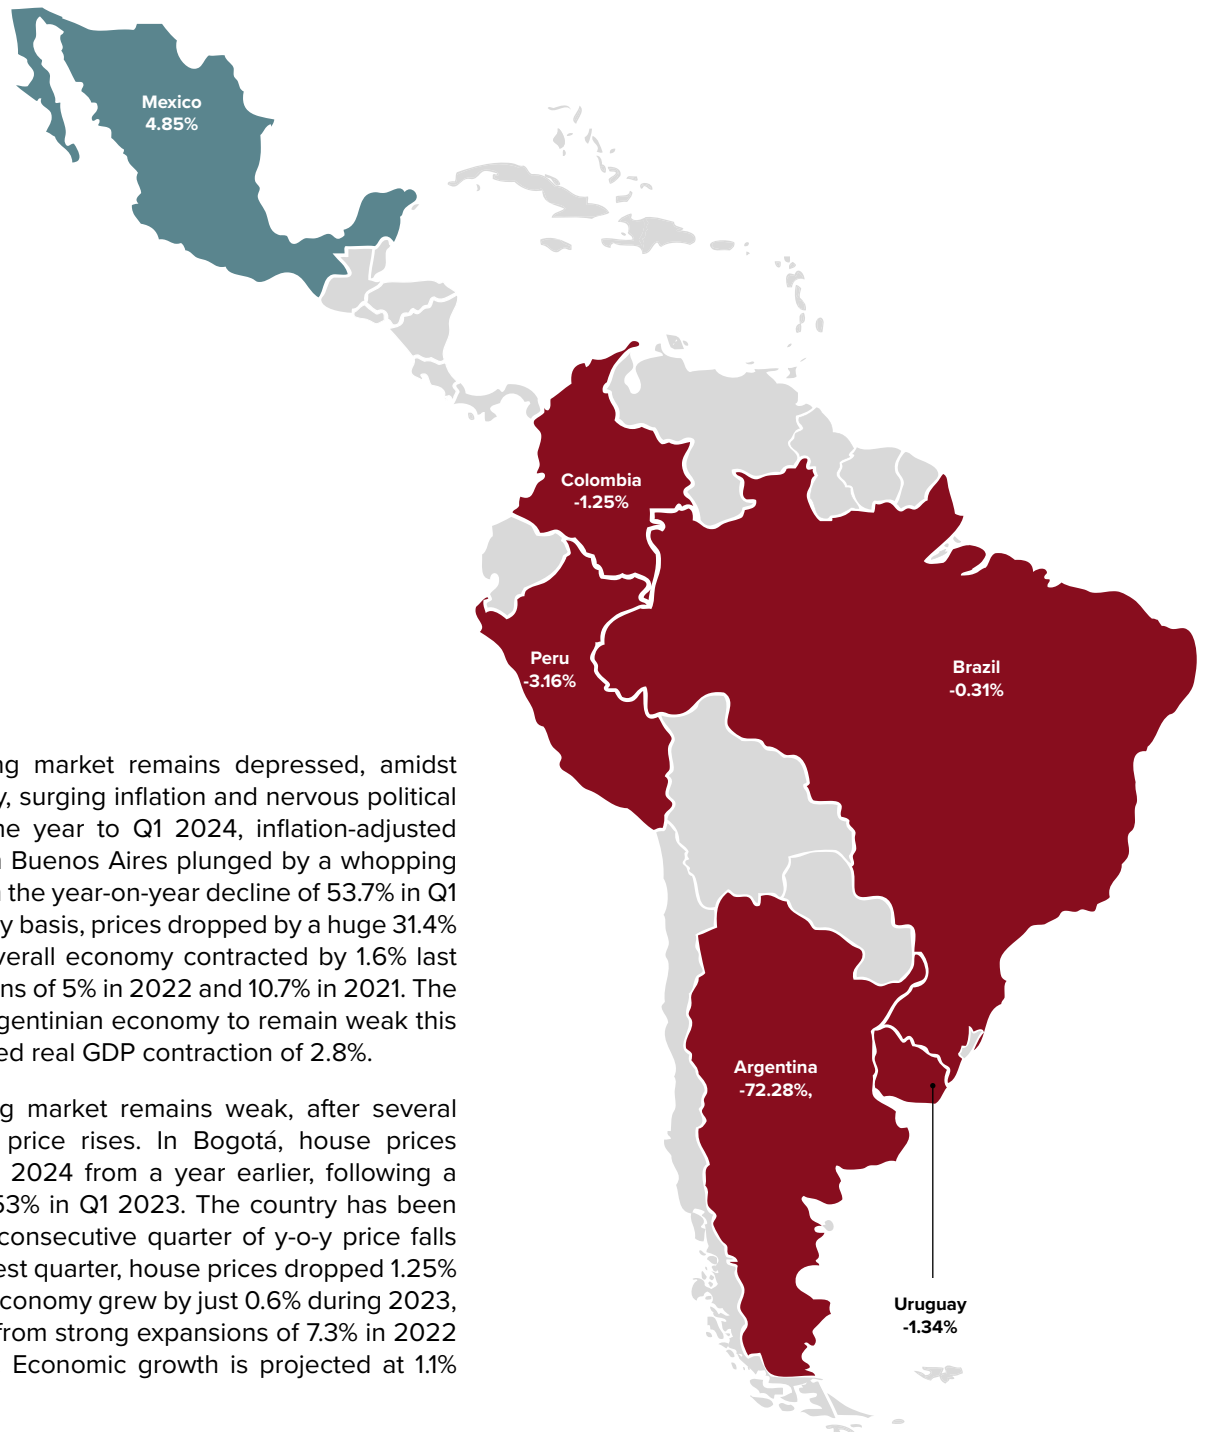 Mexico
4.85%
Colombia
-1.25%
Peru
-3.16%
Brazil
-0.31%
Argentina
-72.28%,
Uruguay
-1.34%
ng market remains depressed, amidst
y, surging inflation and nervous political
he year to Q1 2024, inflation-adjusted
n Buenos Aires plunged by a whopping
n the year-on-year decline of 53.7% in Q1
y basis, prices dropped by a huge 31.4%
verall economy contracted by 1.6% last
ns of 5% in 2022 and 10.7% in 2021. The
rgentinian economy to remain weak this
ed real GDP contraction of 2.8%.
ng market remains weak, after several
price rises. In Bogotá, house prices
2024 from a year earlier, following a
53% in Q1 2023. The country has been
consecutive quarter of y-o-y price falls
est quarter, house prices dropped 1.25%
economy grew by just 0.6% during 2023,
from strong expansions of 7.3% in 2022
Economic growth is projected at 1.1%